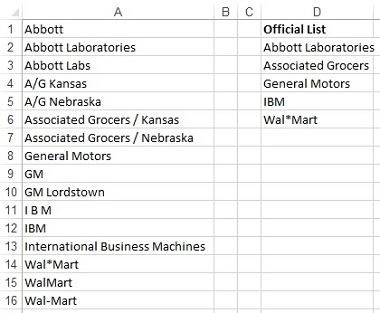 A B C D
1 Abbott Official List
2 Abbott Laboratories Abbott Laboratories
3 Abbott Labs Associated Grocers
4 A/G Kansas General Motors
5 A/G Nebraska IBM
6 Associated Grocers / Kansas Wal*Mart
7 Associated Grocers / Nebraska
8 General Motors
9 GM
10 GM Lordstown
11 I B M
12 IBM
13 International Business Machines
14 Wal*Mart
15 WalMart
16 Wal-Mart